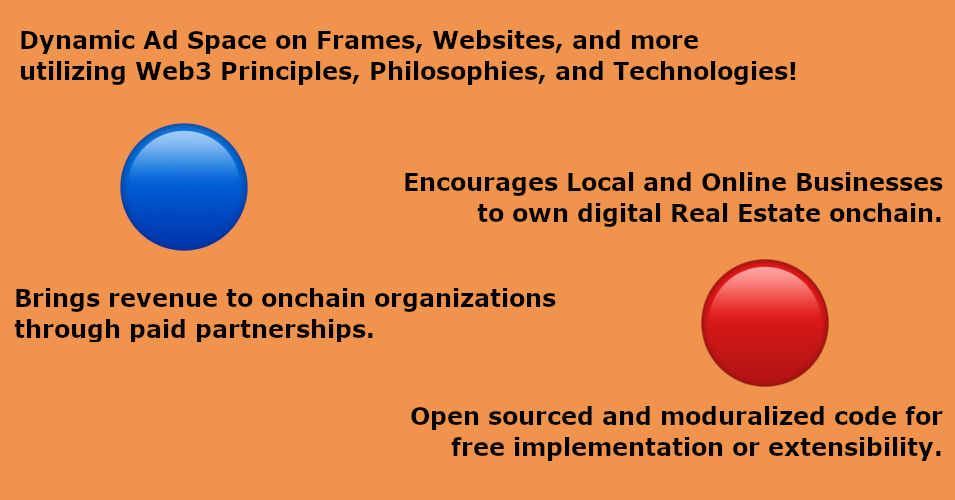 Dynamic Ad Space on Frames, Websites, and more
utilizing Web3 Principles, Philosophies, and Technologies!
Encourages Local and Online Businesses
to own digital Real Estate onchain.
Brings revenue to onchain organizations
through paid partnerships.
Open sourced and moduralized code for
free implementation or extensibility.